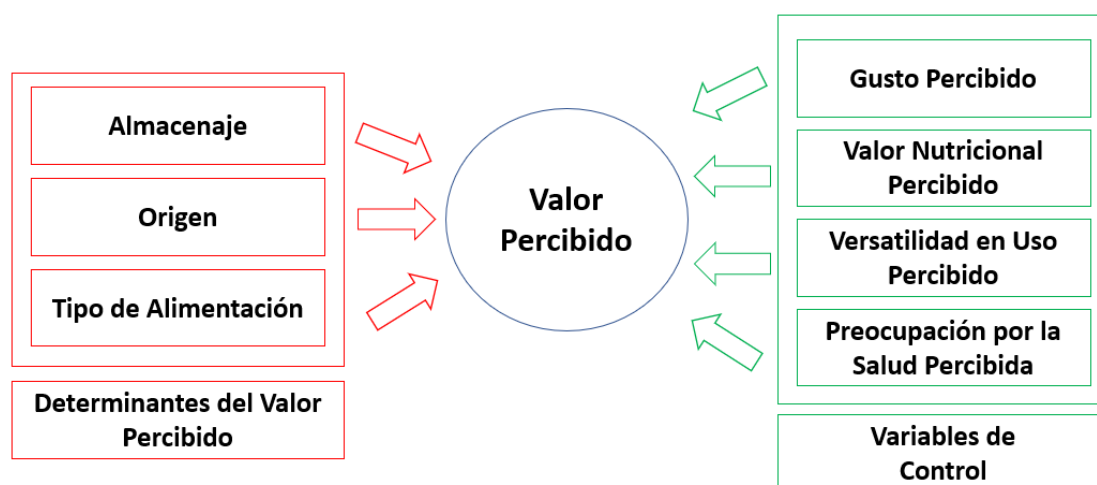 Almacenaje
Origen
Tipo de Alimentación
Determinantes del Valor
Percibido
Valor
Percibido
Gusto Percibido
Valor Nutricional
Percibido
Versatilidad en Uso
Percibido
Preocupación por la
Salud Percibida
Variables de
Control